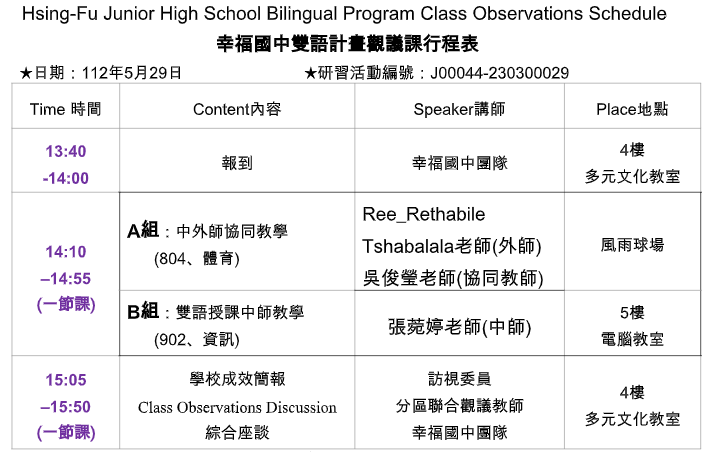 Hsing-Fu Junior High School Bilingual Program Class Observations Schedule
幸福國中雙語計畫觀議課行程表
★日期：112年5月29日 ★研習活動編號：J00044-230300029
Time 時間 Content內容 Speaker講師 Place地點
13:40
-14:00
報到
幸福國中團隊
4樓
多元文化教室
14:10
–14:55
(一節課)
A組：中外師協同教學
(804、體育)
Ree_Rethabile
Tshabalala老師(外師)
吳俊瑩老師(協同教師)
風雨球場
B組：雙語授課中師教學
(902、資訊)
張菀婷老師(中師)
5樓
電腦教室
15:05
–15:50
(一節課)
學校成效簡報
Class Observations Discussion
綜合座談
訪視委員
分區聯合觀議教師
幸福國中團隊
4樓
多元文化教室